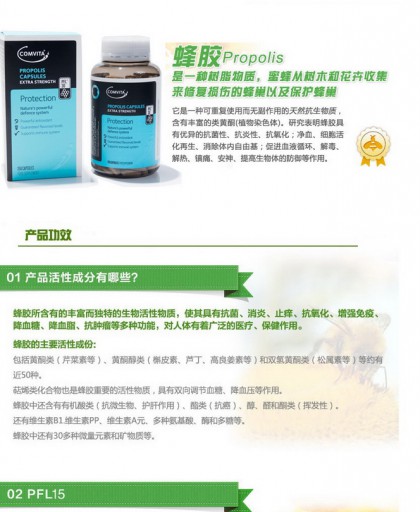 COMVITA
PROPOLIS
CAPSULES
EXTRA STRENGTH
Protection
Nature's powerful
defence system
COMVITA
PROPOLIS CAPSULES
EXTRA STRENGTH
Protection
Nature's powerful
defence system
蜂胶Propolis
是一种树脂物质，蜜蜂从树木和花卉收集
来修复损伤的蜂巢以及保护蜂巢
它是一种可重复使用而无副作用的天然抗生物质，
含有丰富的类黄酮(植物染色体)。研究表明蜂胶具
有优异的抗菌性、抗炎性、抗氧化；净血、细胞活
化再生、消除体内自由基；促进血液循环、解毒、
解热、镇痛、安神、提高生物体的防御等作用。
产品功效
01 产品活性成分有哪些?
蜂胶所含有的丰富而独特的生物活性物质，使其具有抗菌、消炎、止痒、抗氧化、增强免疫、
降血糖、降血脂、抗肿瘤等多种功能，对人体有着广泛的医疗、保健作用。
蜂胶的主要活性成份:
包括黄酮类（芹菜素等）、黄酮醇类（槲皮素、芦丁、高良姜素等）和双氢黄酮类（松属素等）等约有
近50种。
萜烯类化合物也是蜂胶重要的活性物质，具有双向调节血糖、降血压等作用。
蜂胶中还含有有机酸类（抗微生物、护肝作用）、酯类（抗癌）、醇、醛和酮类（挥发性）。
还有维生素B1.维生素PP、维生素A元、多种氨基酸、酶和多糖等。
蜂胶中还有30多种微量元素和矿物质等。
02 PFL15